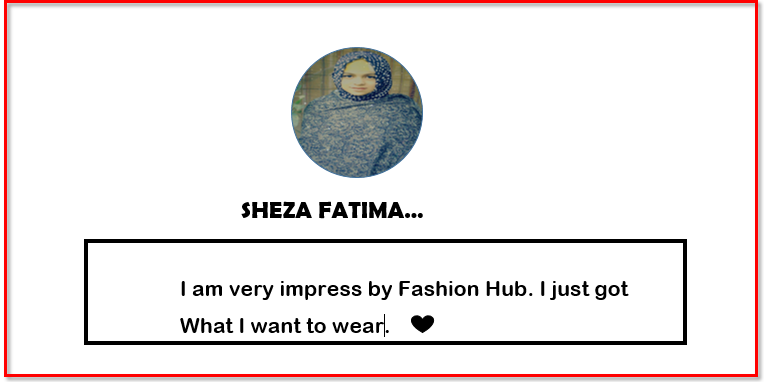 SHEZA FATIMA...
I am very impress by Fashion Hub. I just got
What I want to wear. ♥